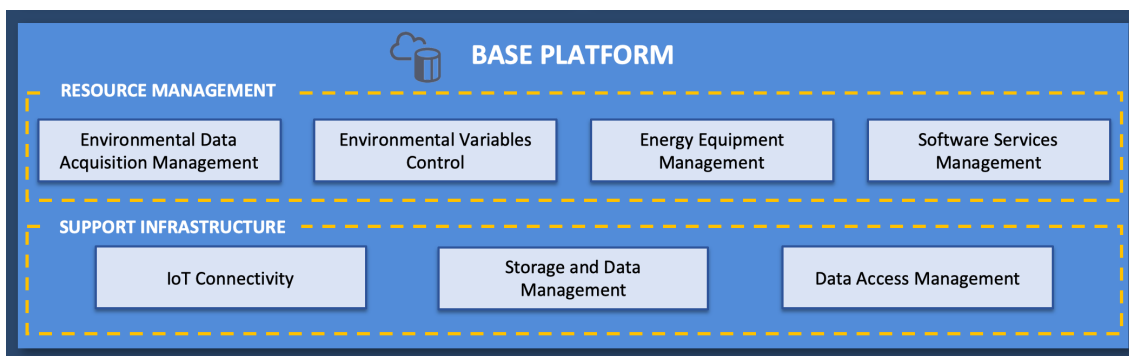 BASE PLATFORM
RESOURCE MANAGEMENT
Environmental Data
Acquisition Management
Environmental Variables
Control
Energy Equipment
Management
Software Services
Management
SUPPORT INFRASTRUCTURE
IoT Connectivity
Storage and Data
Management
Data Access Management